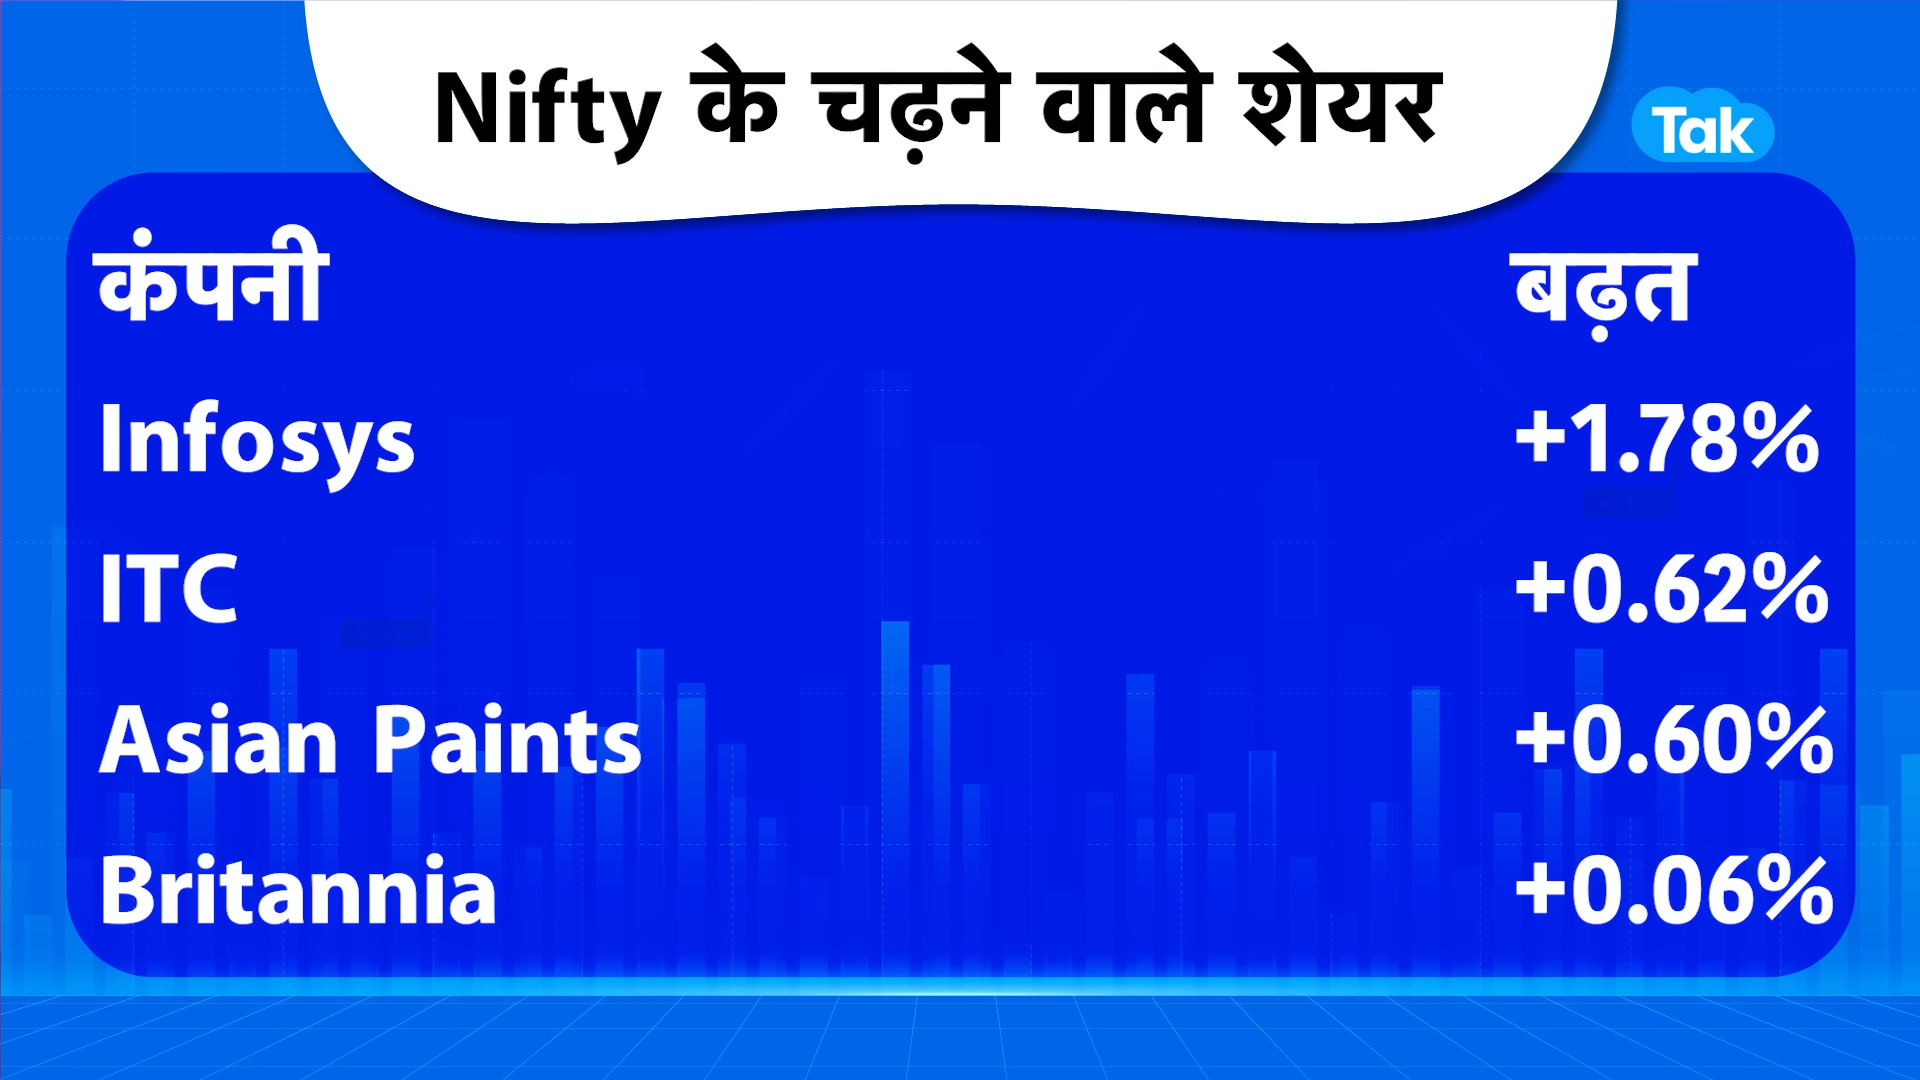 Nifty के चढ़ने वाले शेयर
Tak
कंपनी बढ़त
Infosys +1.78%
ITC +0.62%
Asian Paints +0.60%
Britannia +0.06%